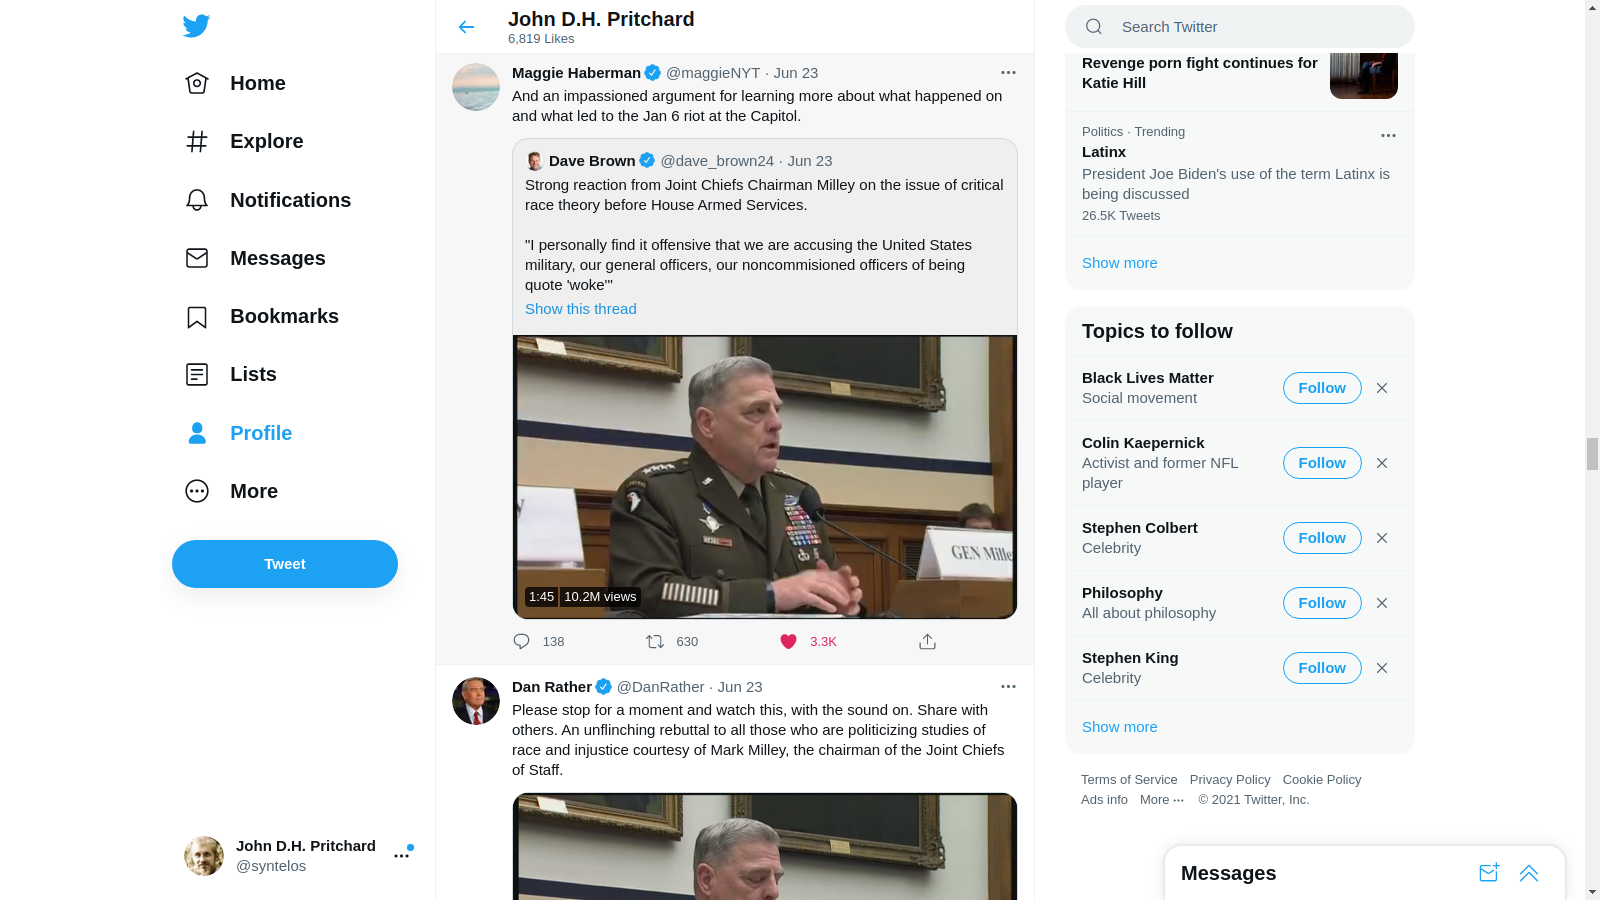 Home
Explore
Notifications
Messages
Bookmarks
Lists
Profile
More
Tweet
John D.H. Pritchard
@syntelos
John D.H. Pritchard
6,819 Likes
Maggie Haberman @maggieNYT · Jun 23
And an impassioned argument for learning more about what happened on
and what led to the Jan 6 riot at the Capitol.
Dave Brown @dave_brown24 · Jun 23
Strong reaction from Joint Chiefs Chairman Milley on the issue of critical
race theory before House Armed Services.
"I personally find it offensive that we are accusing the United States
military, our general officers, our noncommisioned officers of being
quote 'woke'"
Show this thread
GEN Mille
1:45 10.2M views
138 630 3.3K
Dan Rather @DanRather · Jun 23
Please stop for a moment and watch this, with the sound on. Share with
others. An unflinching rebuttal to all those who are politicizing studies of
race and injustice courtesy of Mark Milley, the chairman of the Joint Chiefs
of Staff.
Search Twitter
Revenge porn fight continues for
Katie Hill
Politics · Trending
Latinx
President Joe Biden's use of the term Latinx is
being discussed
26.5K Tweets
Show more
Topics to follow
Black Lives Matter
Social movement
Follow
Colin Kaepernick
Activist and former NFL
player
Follow
Stephen Colbert
Celebrity
Follow
Philosophy
All about philosophy
Follow
Stephen King
Celebrity
Follow
Show more
Terms of Service Privacy Policy Cookie Policy
Ads info More ··· © 2021 Twitter, Inc.
Messages